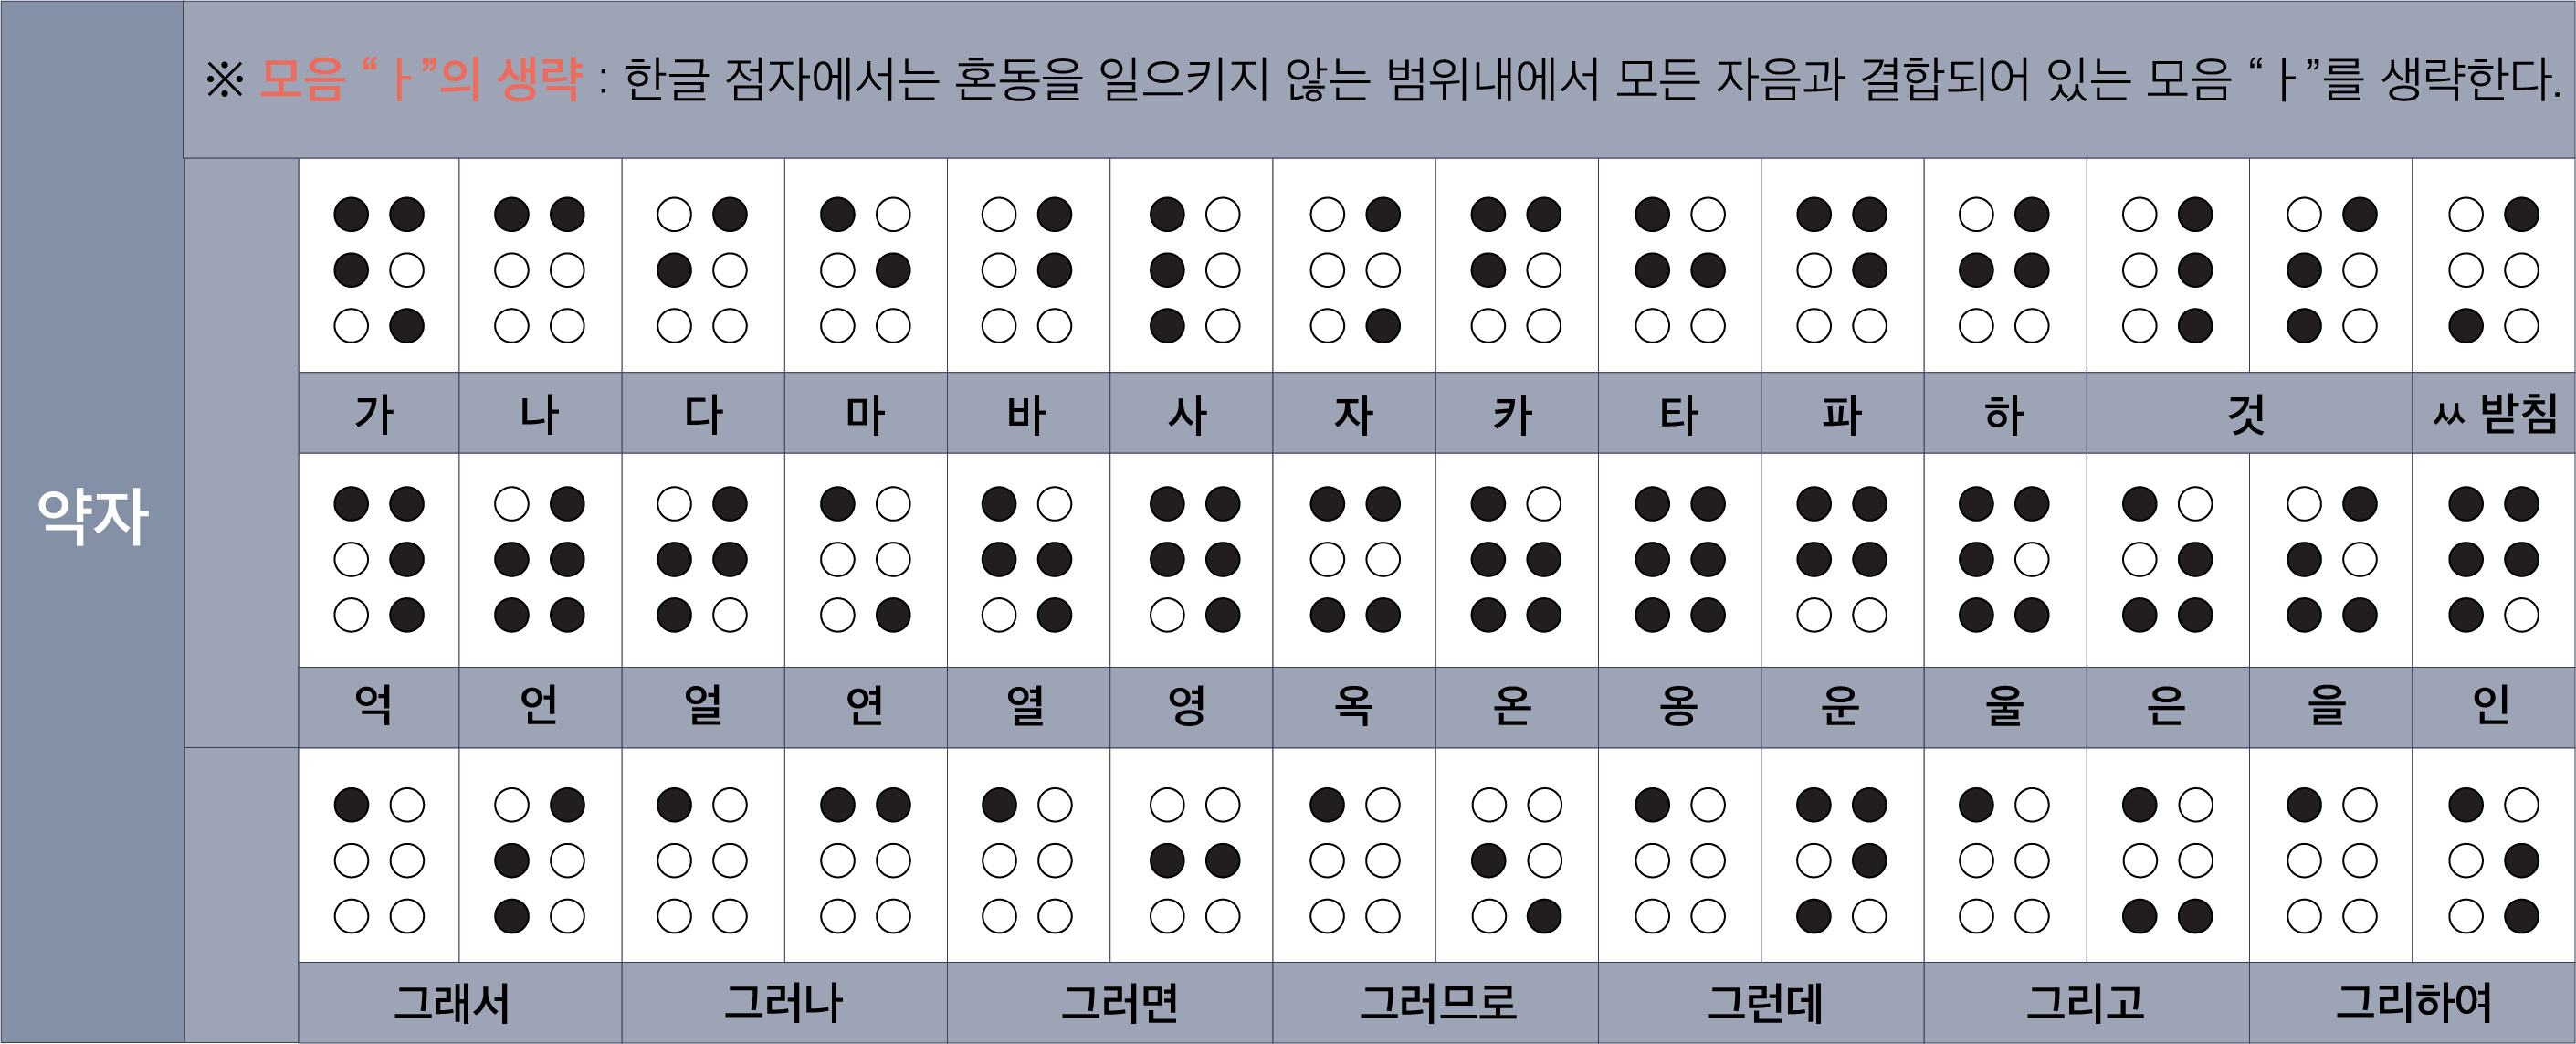 ※ 모음 “ㅏ”의 생략 : 한글 점자에서는 혼동을 일으키지 않는 범위내에서 모든 자음과 결합되어 있는 모음 “ㅏ”를 생략한다.
약자
가 나 다 마 바 사 자 카 타 파 하 것 ㅆ 받침
억 언 얼 연 열 영 옥 온 옹 운 울 은 을 인
그래서 그러나 그러면 그러므로 그런데 그리고 그리하여